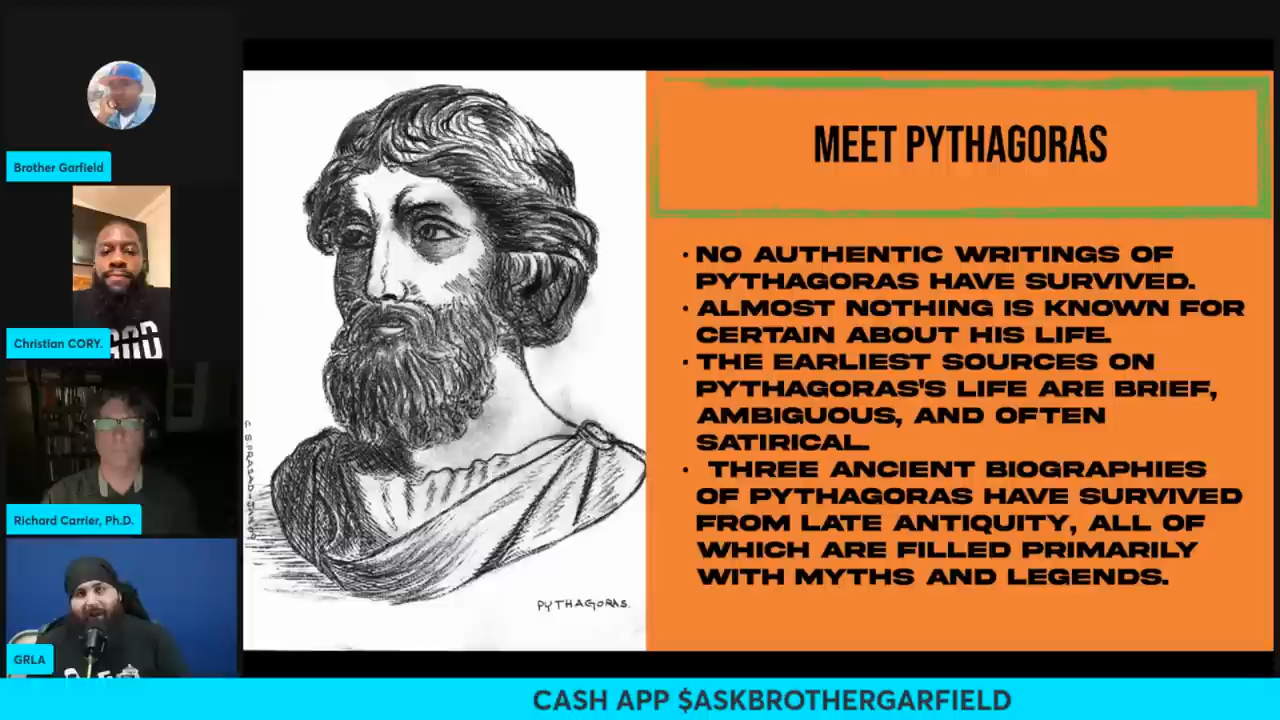 Brother Garfield
Christian CORY.
GOD
Richard Carrier, Ph.D.
GRLA
PYTHAGORAS.
MEET PYTHAGORAS
· NO AUTHENTIC WRITINGS OF
PYTHAGORAS HAVE SURVIVED.
· ALMOST NOTHING IS KNOWN FOR
CERTAIN ABOUT HIS LIFE.
· THE EARLIEST SOURCES ON
PYTHAGORAS'S LIFE ARE BRIEF,
AMBIGUOUS, AND OFTEN
SATIRICAL.
· THREE ANCIENT BIOGRAPHIES
OF PYTHAGORAS HAVE SURVIVED
FROM LATE ANTIQUITY, ALL OF
WHICH ARE FILLED PRIMARILY
WITH MYTHS AND LEGENDS.
CASH APP $ASKBROTHERGARFIELD